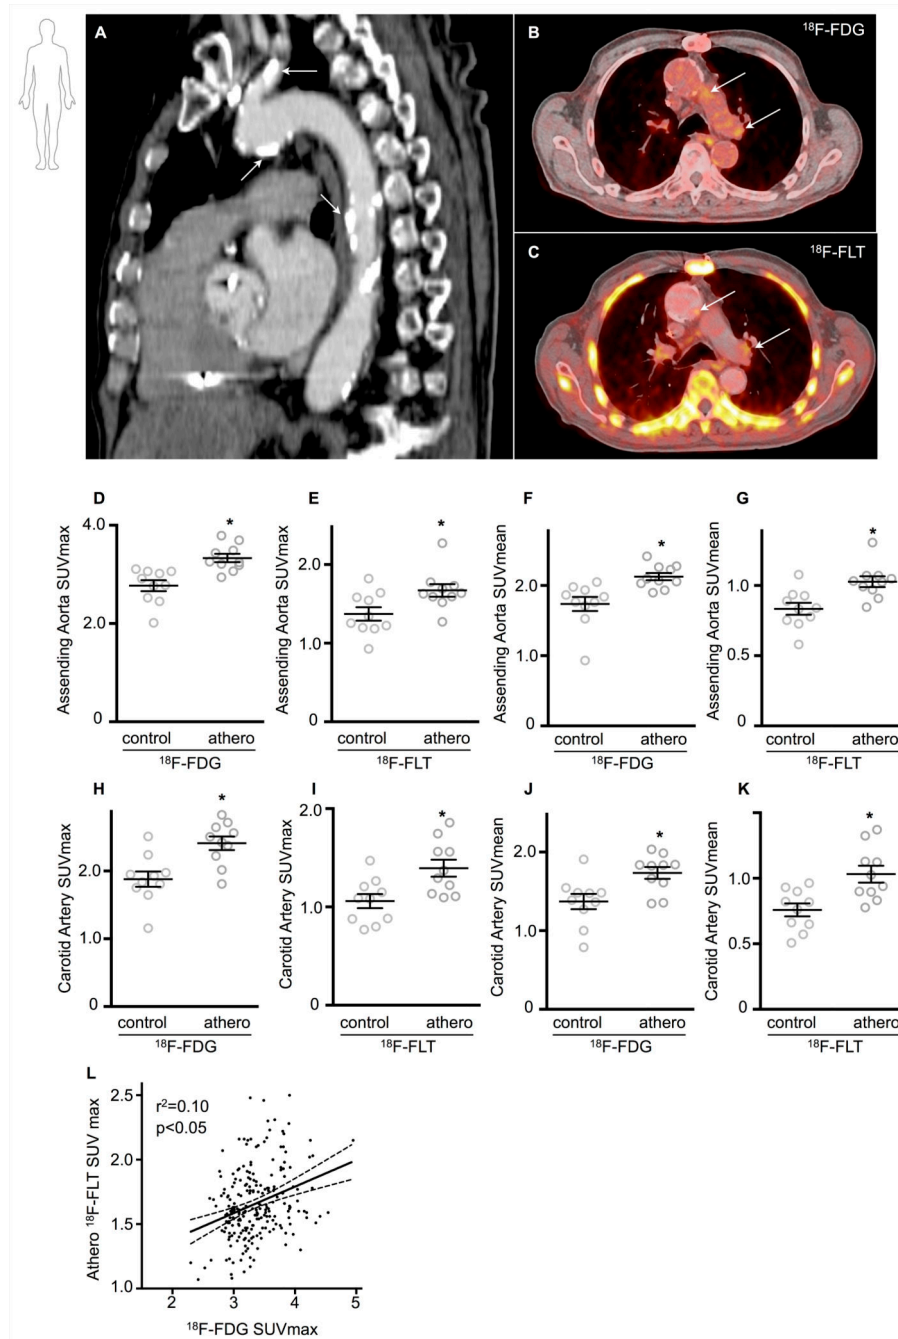 A
B
18F-FDG
C
18F-FLT
D
Assending Aorta SUVmax
4.0
2.0
0
*
control
athero
18F-FDG
E
Assending Aorta SUVmax
2.0
1.0
0
*
control
athero
18F-FLT
F
Assending Aorta SUVmean
2.0
1.0
0
*
control
athero
18F-FDG
G
Assending Aorta SUVmean
1.0
0.5
0
*
control
athero
18F-FLT
H
Carotid Artery SUVmax
2.0
1.0
0
*
control
athero
18F-FDG
I
Carotid Artery SUVmax
2.0
1.0
0
*
control
athero
18F-FLT
J
Carotid Artery SUVmean
2.0
1.0
0
*
control
athero
18F-FDG
K
Carotid Artery SUVmean
1.0
0.5
0
*
control
athero
18F-FLT
L
Athero 18F-FLT SUV max
2.5
2.0
1.5
1.0
r2=0.10
p<0.05
2
3
4
5
18F-FDG SUVmax